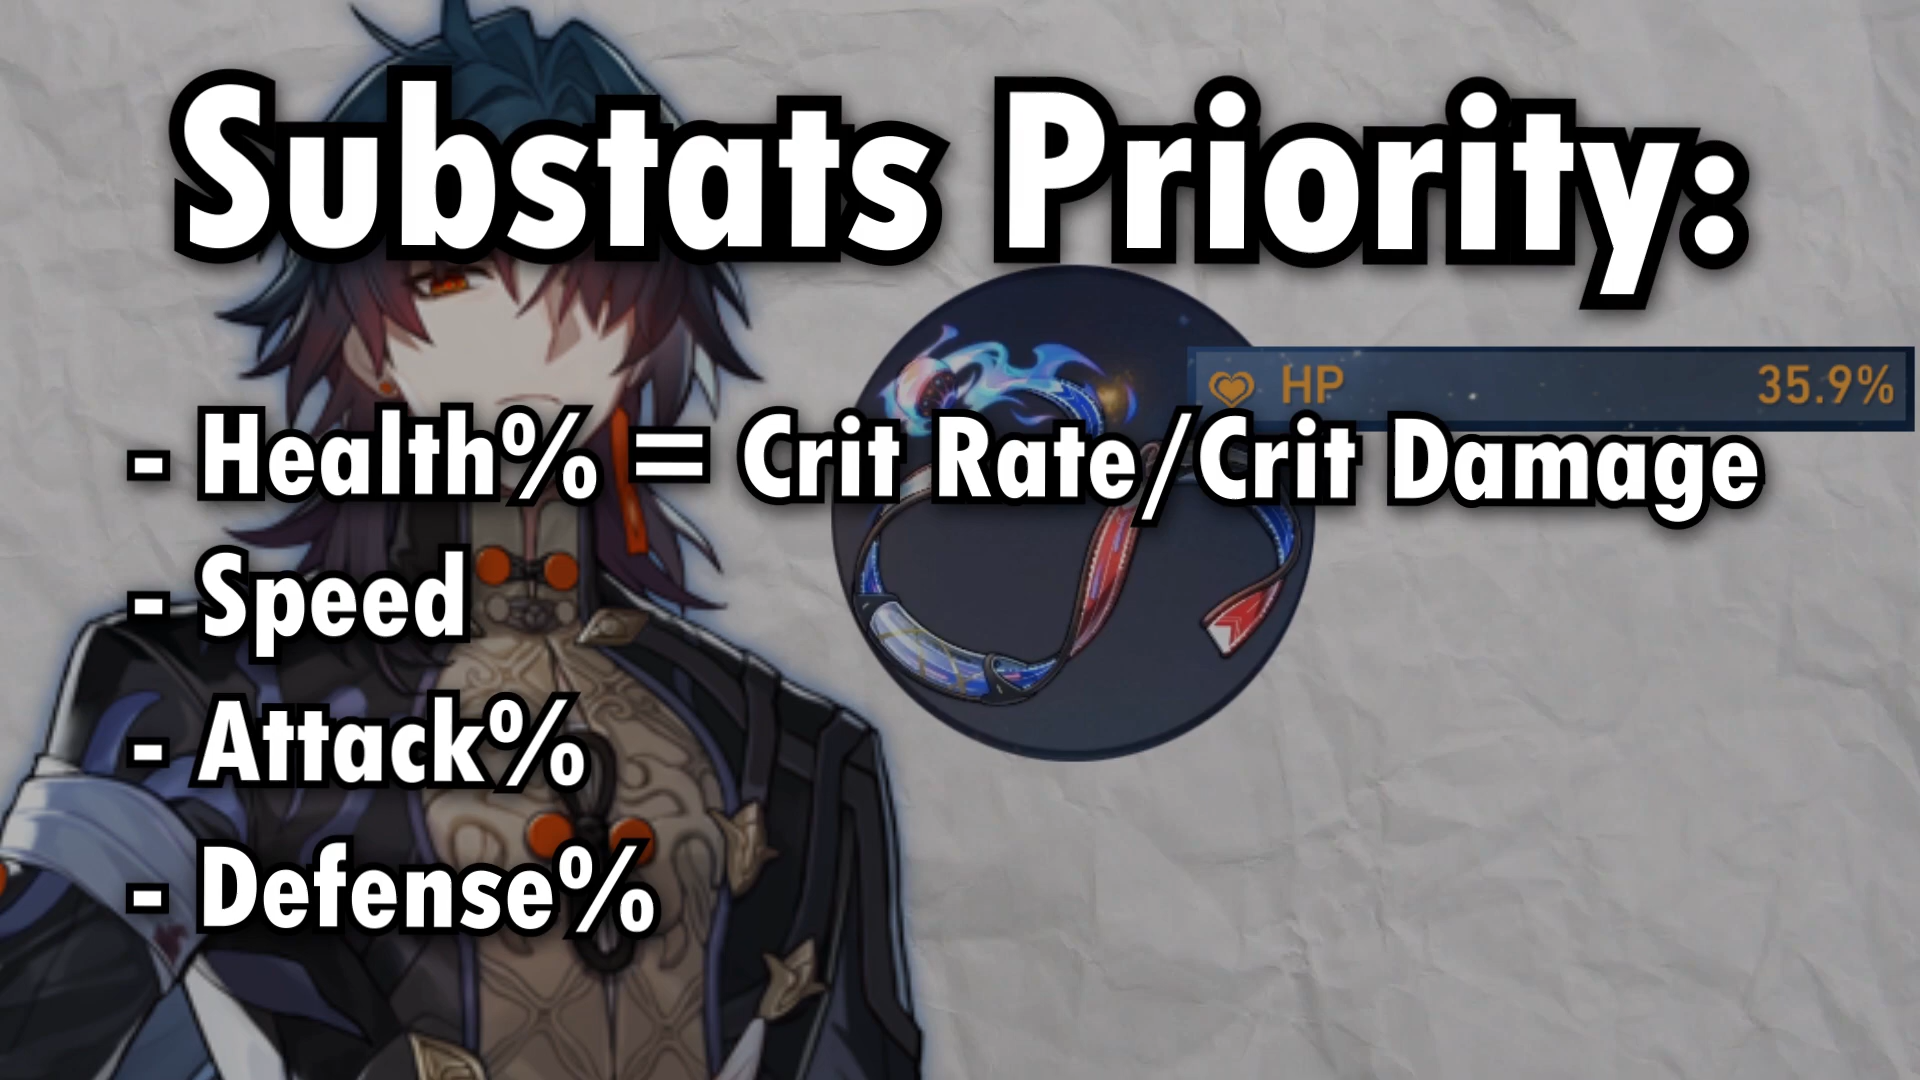 Substats Priority:
HP 35.9%
- Health% = Crit Rate/Crit Damage
- Speed
- Attack%
- Defense%